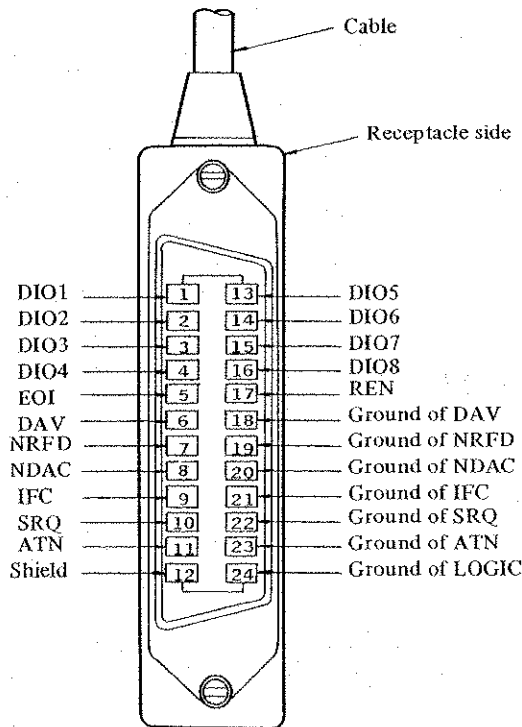 Cable
Receptacle side
DIO1 1 13 DIO5
DIO2 2 14 DIO6
DIO3 3 15 DIO7
DIO4 4 16 DIO8
EOI 5 17 REN
DAV 6 18 Ground of DAV
NRFD 7 19 Ground of NRFD
NDAC 8 20 Ground of NDAC
IFC 9 21 Ground of IFC
SRQ 10 22 Ground of SRQ
ATN 11 23 Ground of ATN
Shield 12 24 Ground of LOGIC